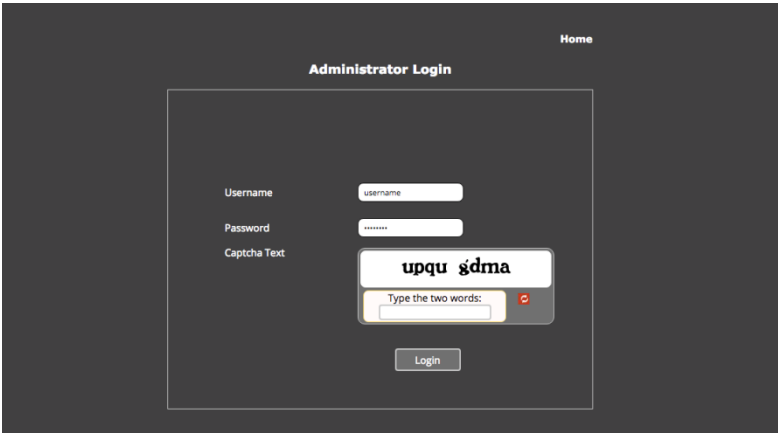 Home
Administrator Login
Username username
Password ••••••••
Captcha Text
upqu gdma
Type the two words:
Login